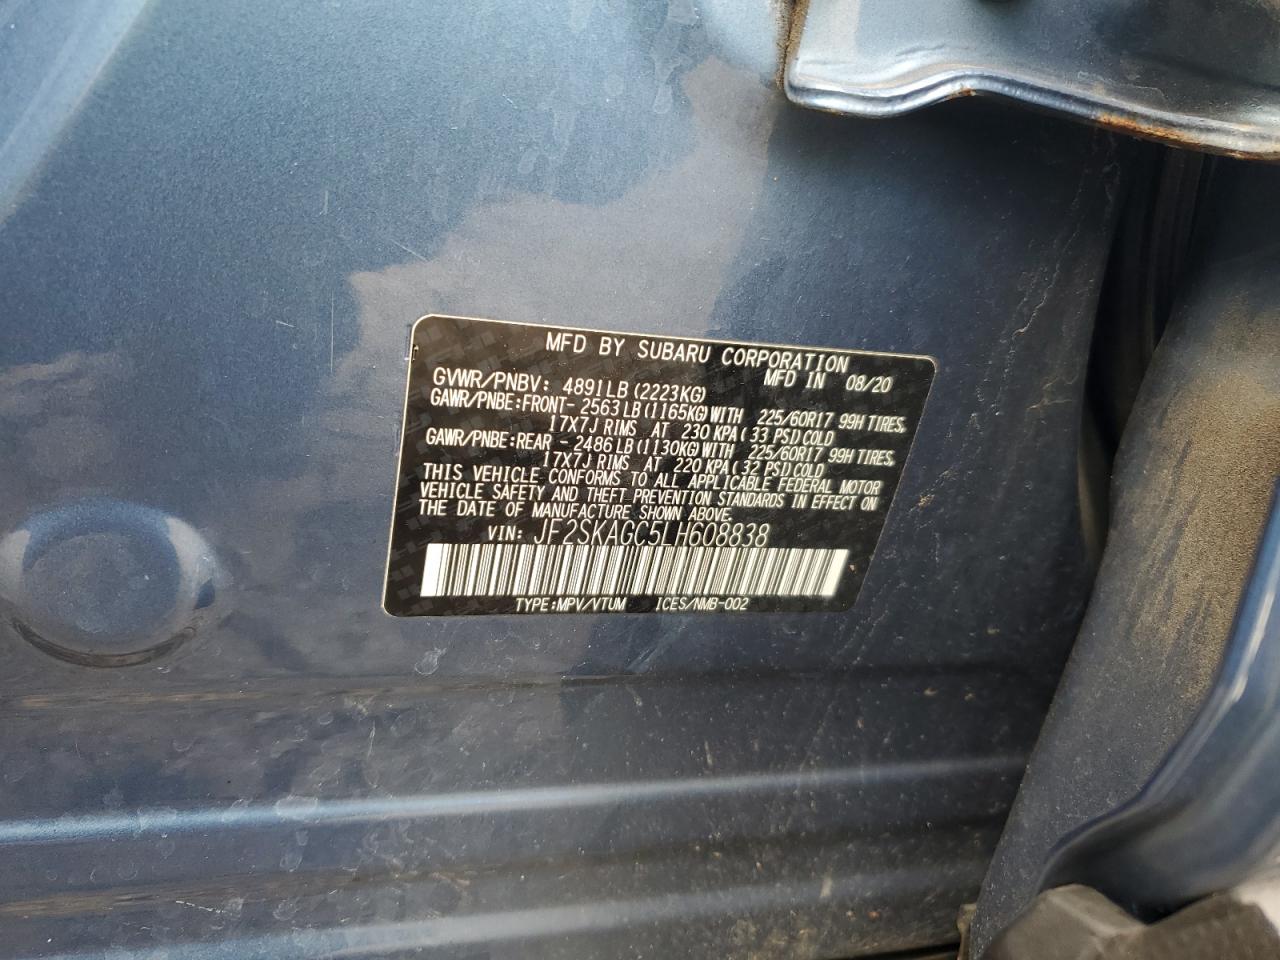 MFD BY SUBARU CORPORATION
GVWR/PNBV: 4891LB(2223KG) MFD IN 08/20
GAWR/PNBE:FRONT- 2563LB(1165KG)WITH 225/60R17 99H TIRES,
17X7J RIMS AT 230 KPA( 33 PSI)COLD
GAWR/PNBE:REAR - 2486LB(1130KG)WITH 225/60R17 99H TIRES,
17X7J RIMS AT 220 KPA( 32 PSI)COLD
THIS VEHICLE CONFORMS TO ALL APPLICABLE FEDERAL MOTOR
VEHICLE SAFETY AND THEFT PREVENTION STANDARDS IN EFFECT ON
THE DATE OF MANUFACTURE SHOWN ABOVE.
VIN: JF2SKAGC5LH608838
TYPE:MPV/VTUM ICES/NMB-002